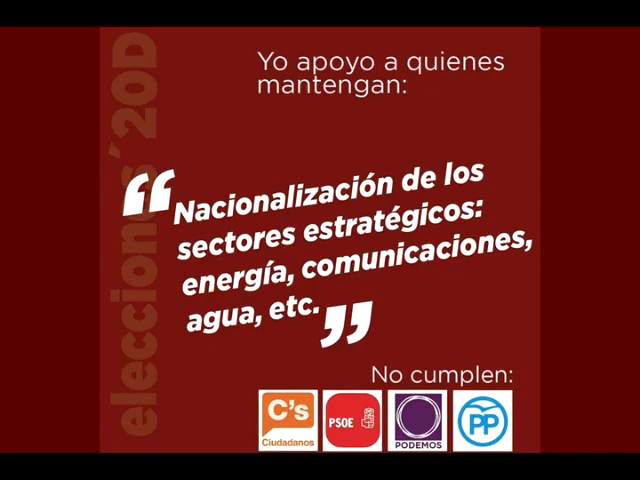 eleccions´20D
Yo apoyo a quienes
mantengan:
“Nacionalización de los
sectores estratégicos:
energía, comunicaciones,
agua, etc.”
No cumplen:
C's
Ciudadanos
PSOE
PODEMOS
PP